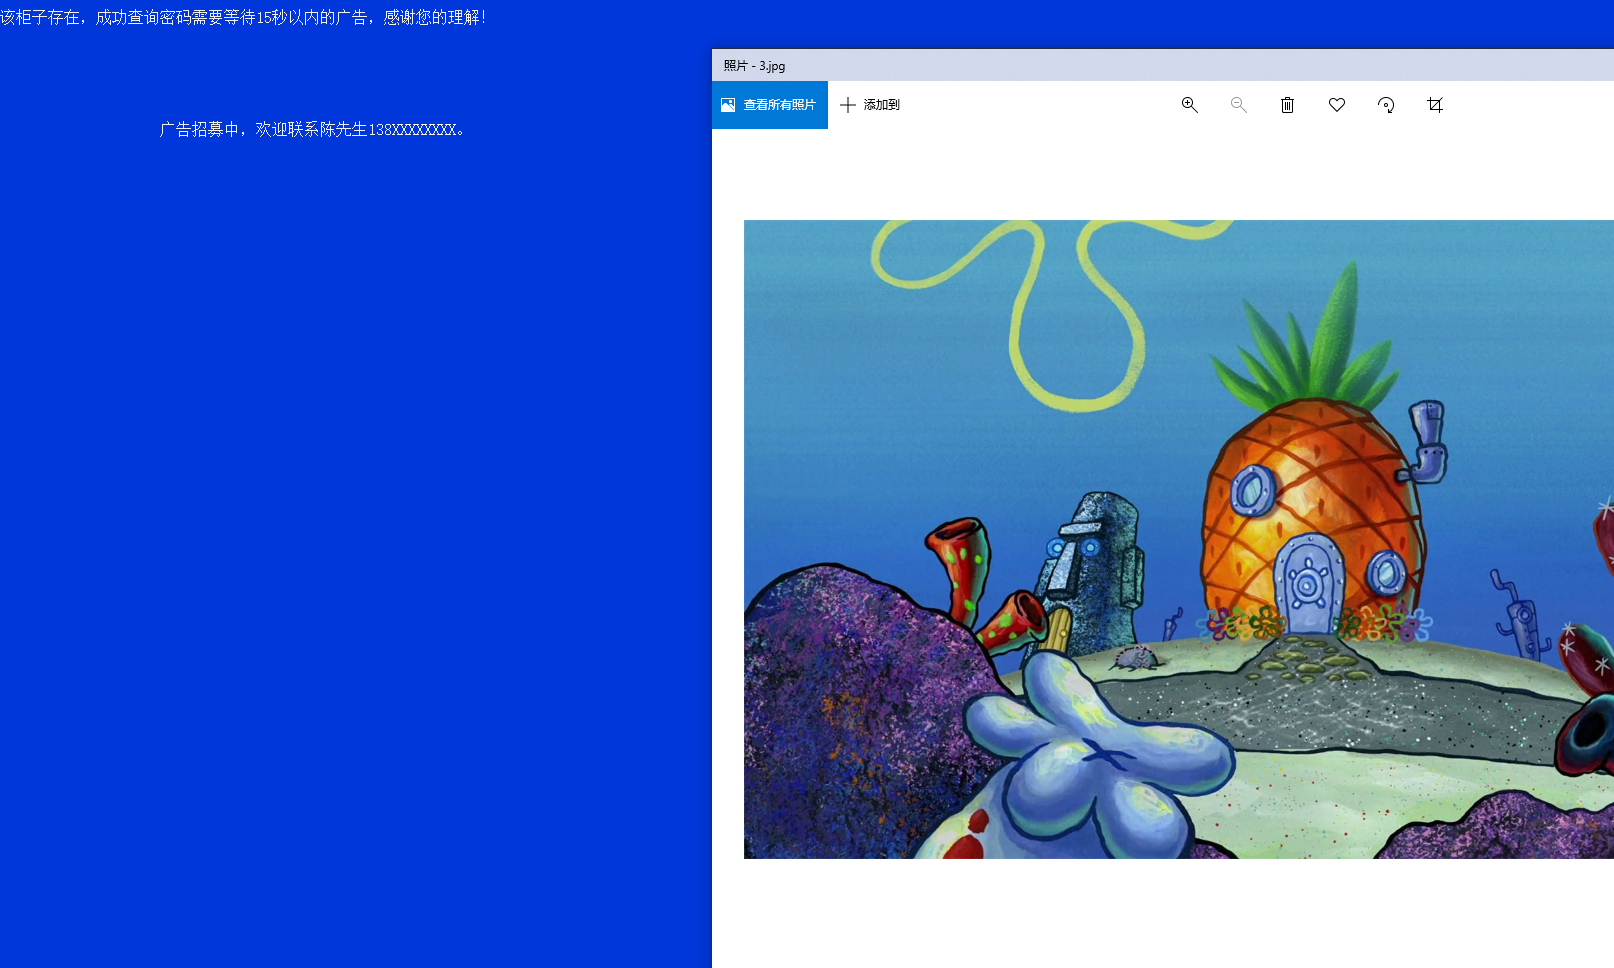 该柜子存在，成功查询密码需要等待15秒以内的广告，感谢您的理解！
照片 - 3.jpg
查看所有照片
添加到
广告招募中，欢迎联系陈先生138XXXXXXXX。